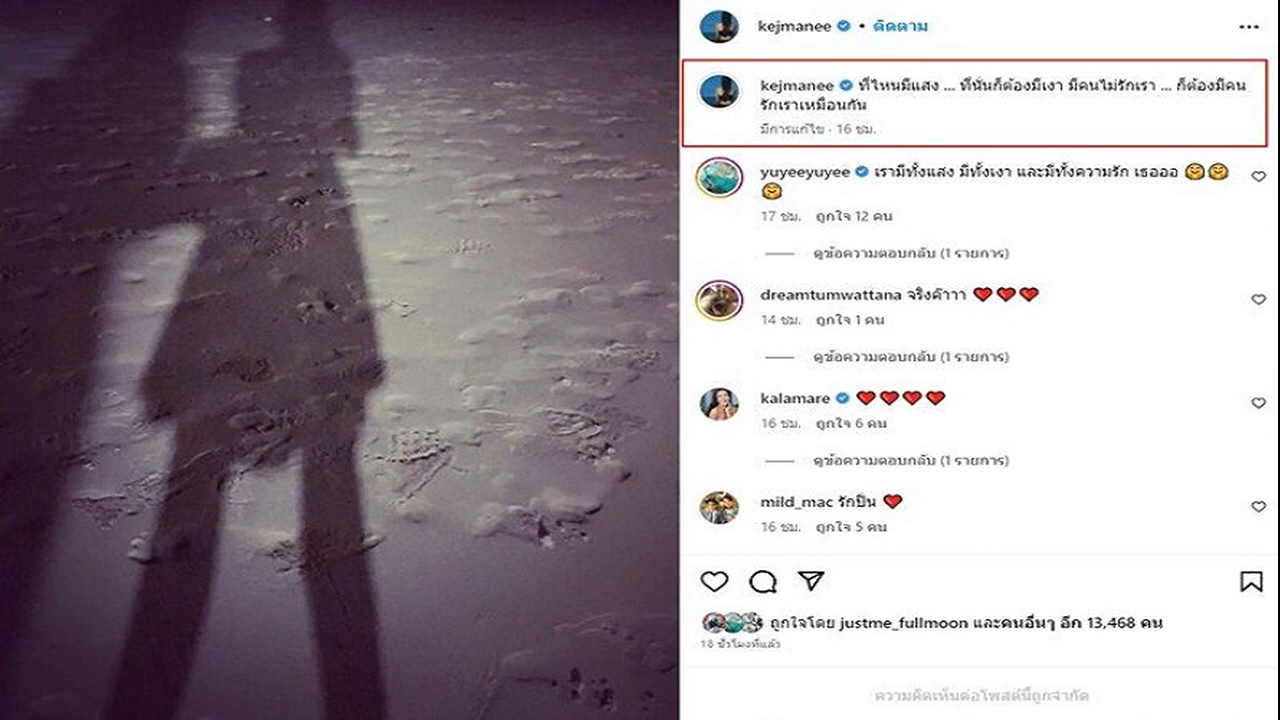 kejmanee • ติดตาม
kejmanee ที่ไหนมีแสง ... ที่นั่นก็ต้องมีเงา มีคนไม่รักเรา ... ก็ต้องมีคน
รักเราเหมือนกัน
มีการแก้ไข · 16 ชม.
yuyeeyuyee เรามีทั้งแสง มีทั้งเงา และมีทั้งความรัก เธอออ 🤗🤗
🤗
17 ชม. ถูกใจ 12 คน
ดูข้อความตอบกลับ (1 รายการ)
dreamtumwattana จริงค๊าาา ❤️❤️❤️
14 ชม. ถูกใจ 1 คน
ดูข้อความตอบกลับ (1 รายการ)
kalamare ❤️❤️❤️❤️
16 ชม. ถูกใจ 6 คน
ดูข้อความตอบกลับ (1 รายการ)
mild_mac รักปิ่น ❤️
16 ชม. ถูกใจ 5 คน
ถูกใจโดย justme_fullmoon และคนอื่นๆ อีก 13,468 คน
18 ชั่วโมงที่แล้ว
ความคิดเห็นต่อโพสต์นี้ถูกจำกัด